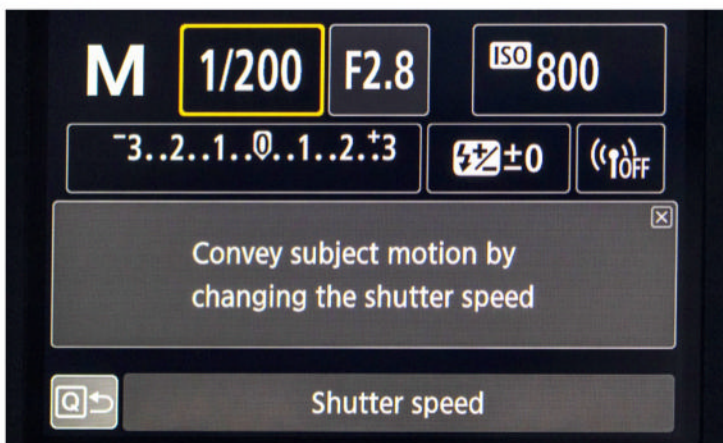 M 1/200 F2.8 ISO 800
-3..2..1..0..1..2..+3 ±0 OFF
Convey subject motion by
changing the shutter speed
Q Shutter speed